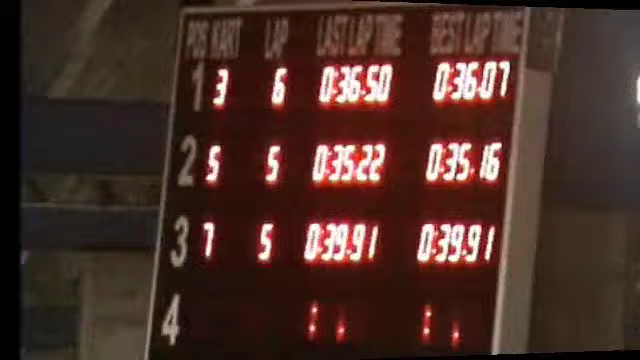 POS KART LAP LAST LAP TIME BEST LAP TIME
1 3 6 0:36.50 0:36.07
2 5 5 0:35.22 0:35.16
3 7 5 0:39.91 0:39.91
4 : . : .